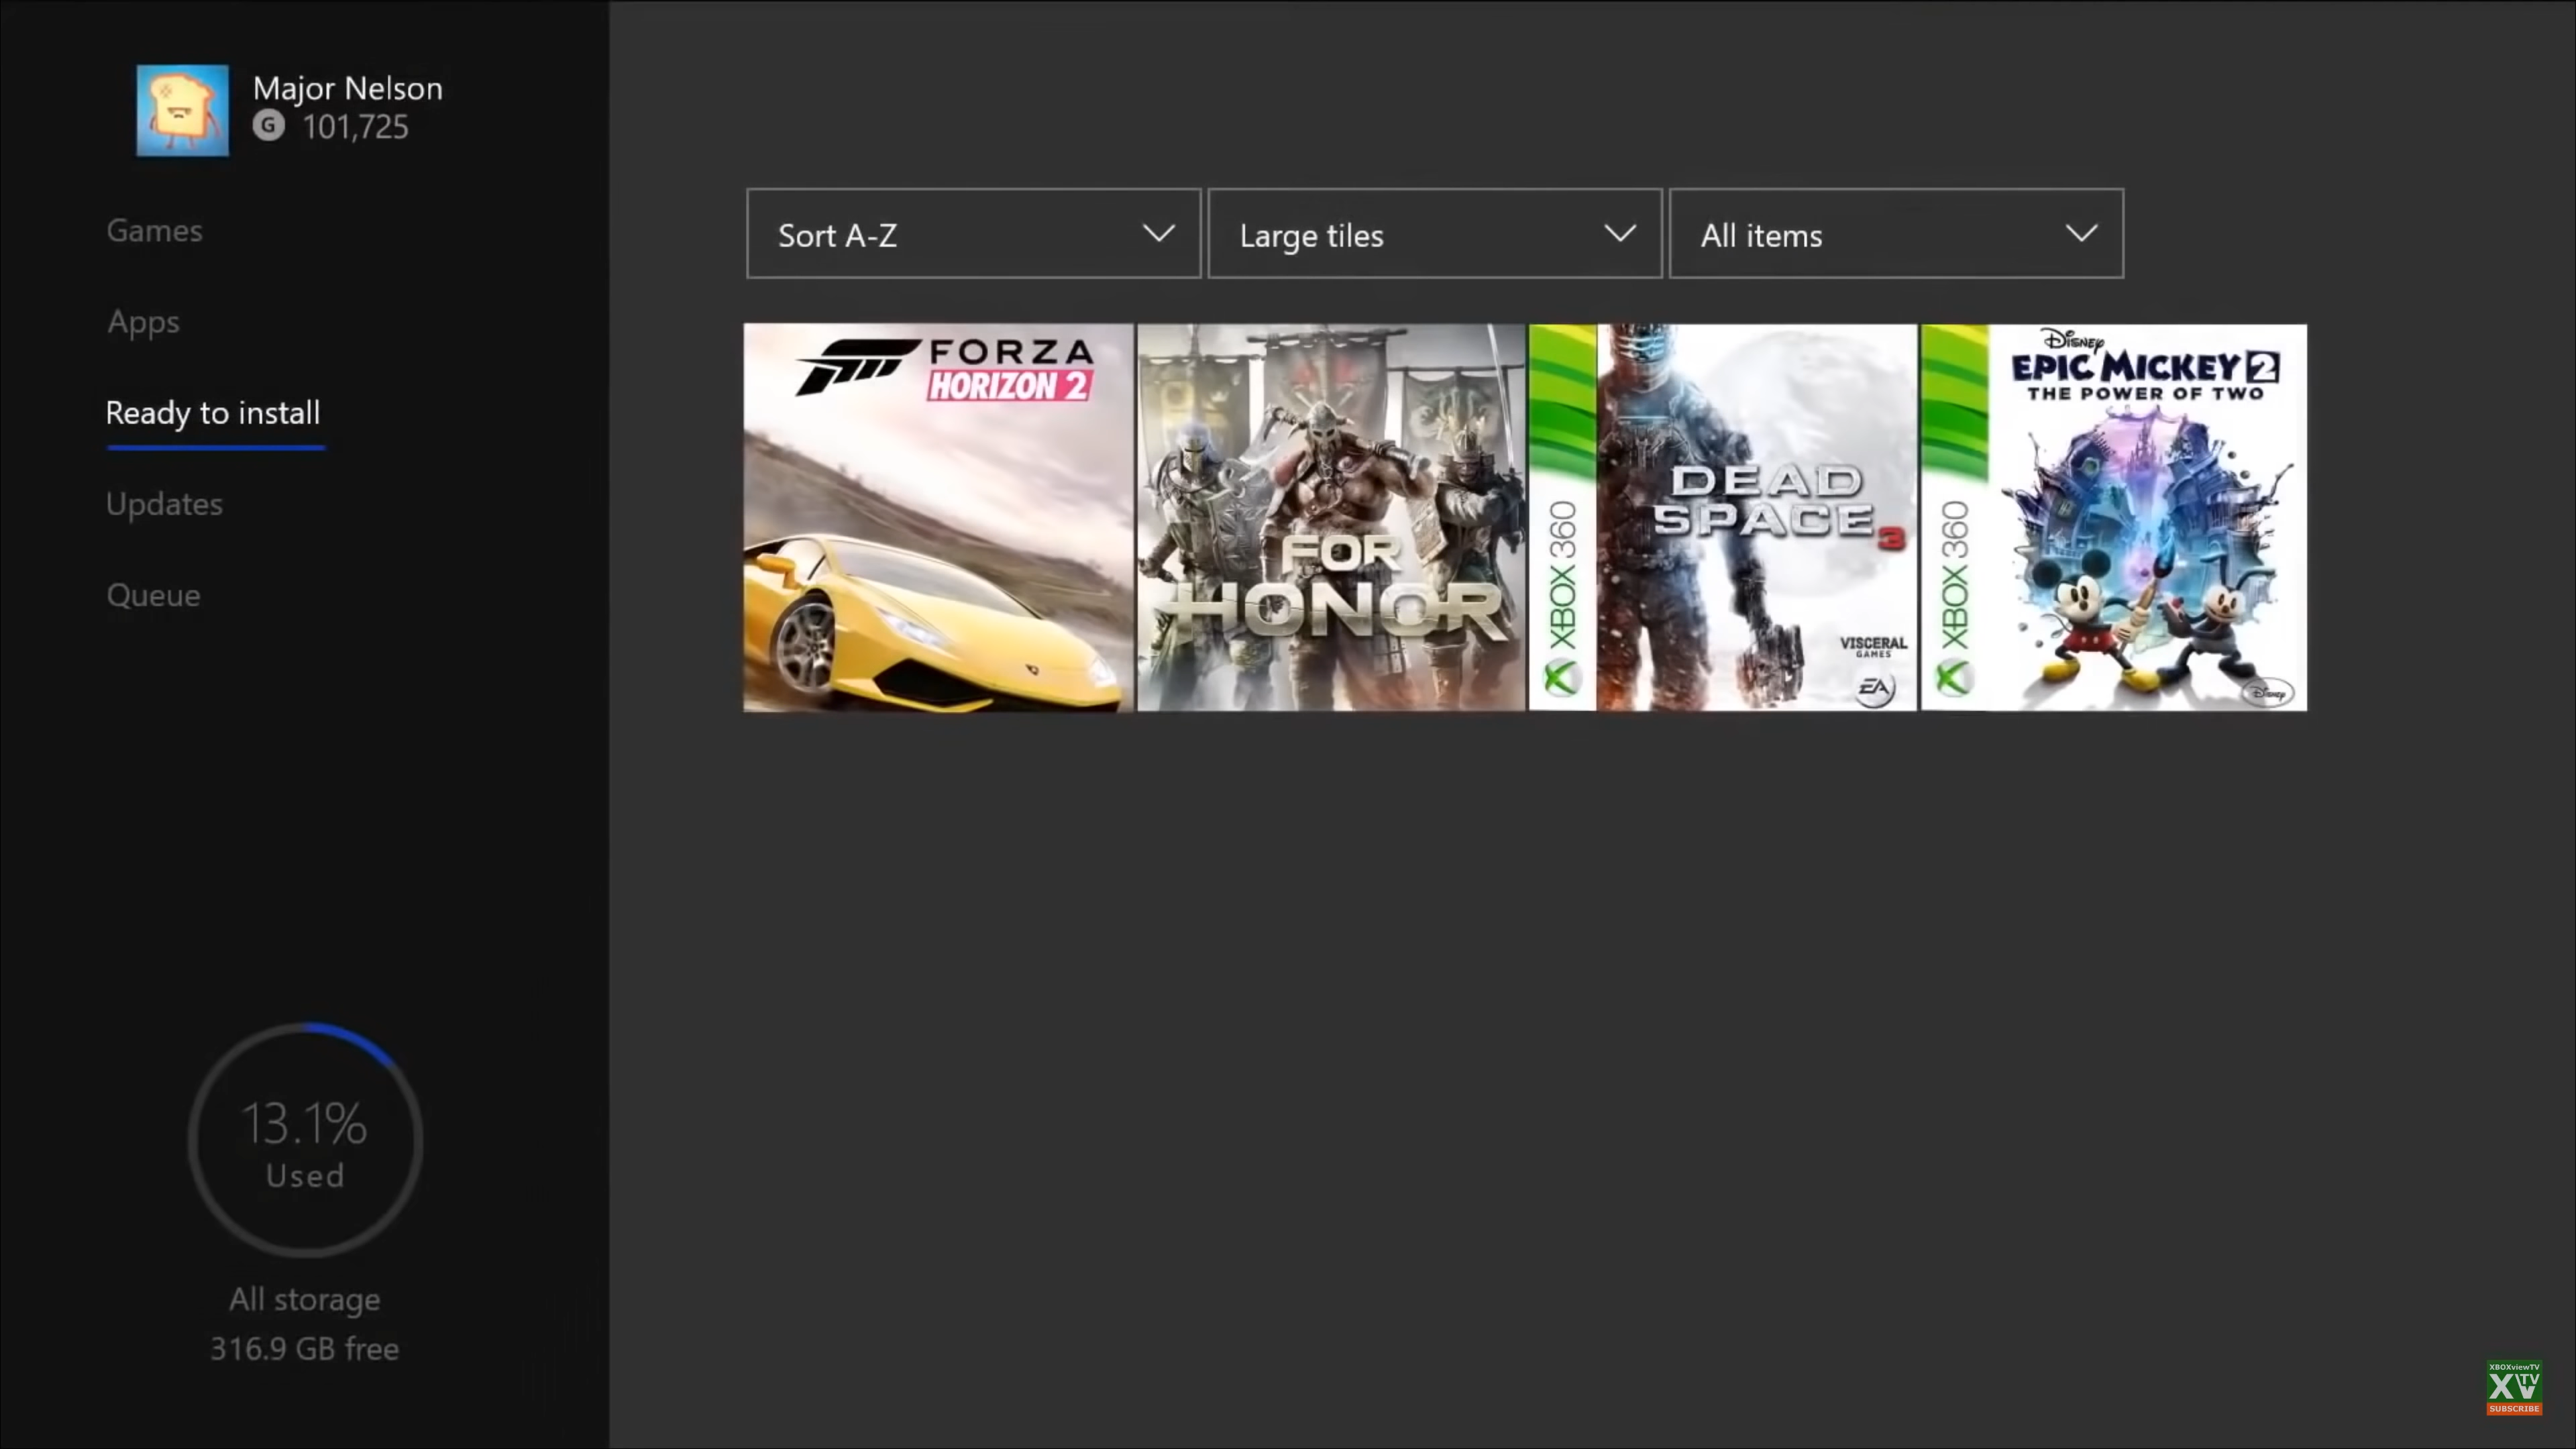 Major Nelson
G 101,725
Games
Apps
Ready to install
Updates
Queue
13.1%
Used
All storage
316.9 GB free
Sort A-Z
Large tiles
All items
FORZA
HORIZON 2
FOR
HONOR
XBOX 360
DEAD
SPACE 3
VISCERAL
GAMES
EA
XBOX 360
Disney
EPIC MICKEY 2
THE POWER OF TWO
Disney
XBOXviewTV
XTV
SUBSCRIBE